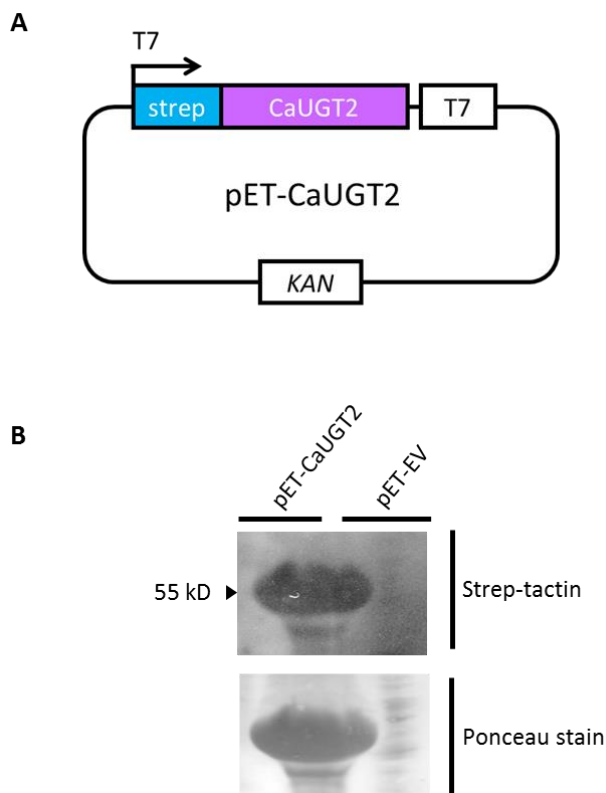 A
T7
strep CaUGT2 T7
pET-CaUGT2
KAN
B
pET-CaUGT2 pET-EV
55 kD
Strep-tactin
Ponceau stain